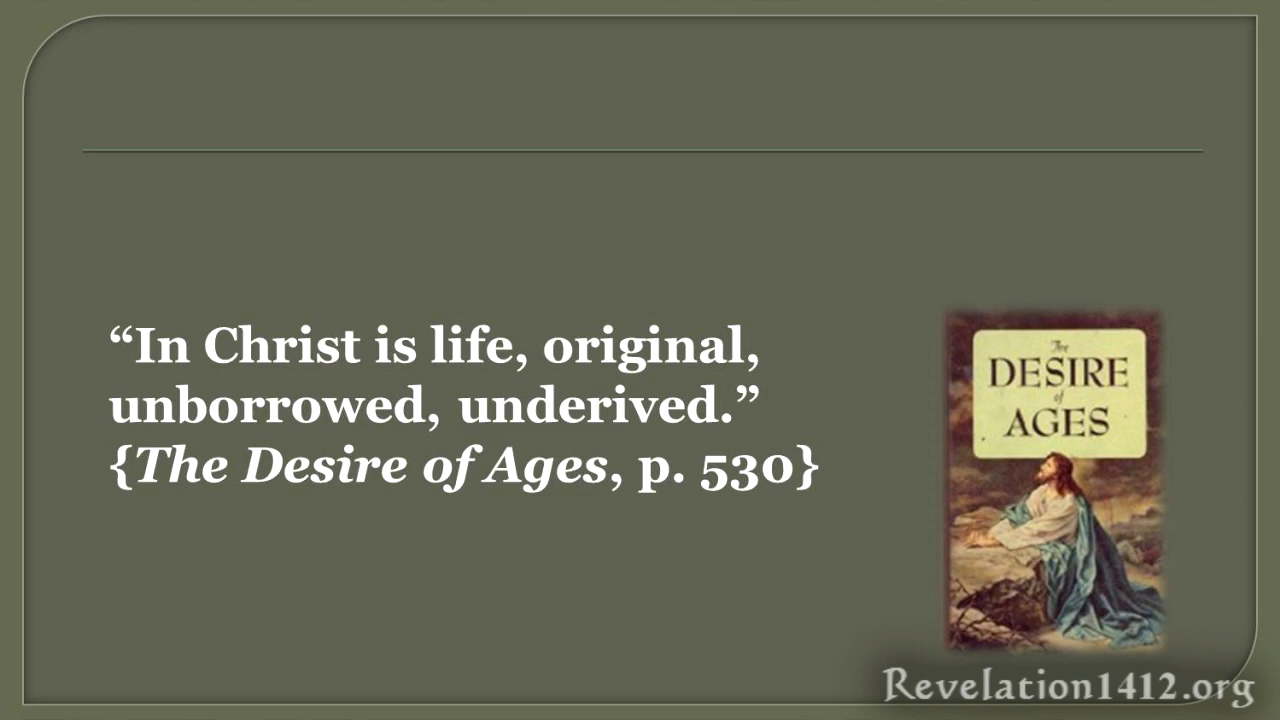 “In Christ is life, original,
unborrowed, underived.”
{The Desire of Ages, p. 530}
The
DESIRE
of
AGES
Revelation1412.org